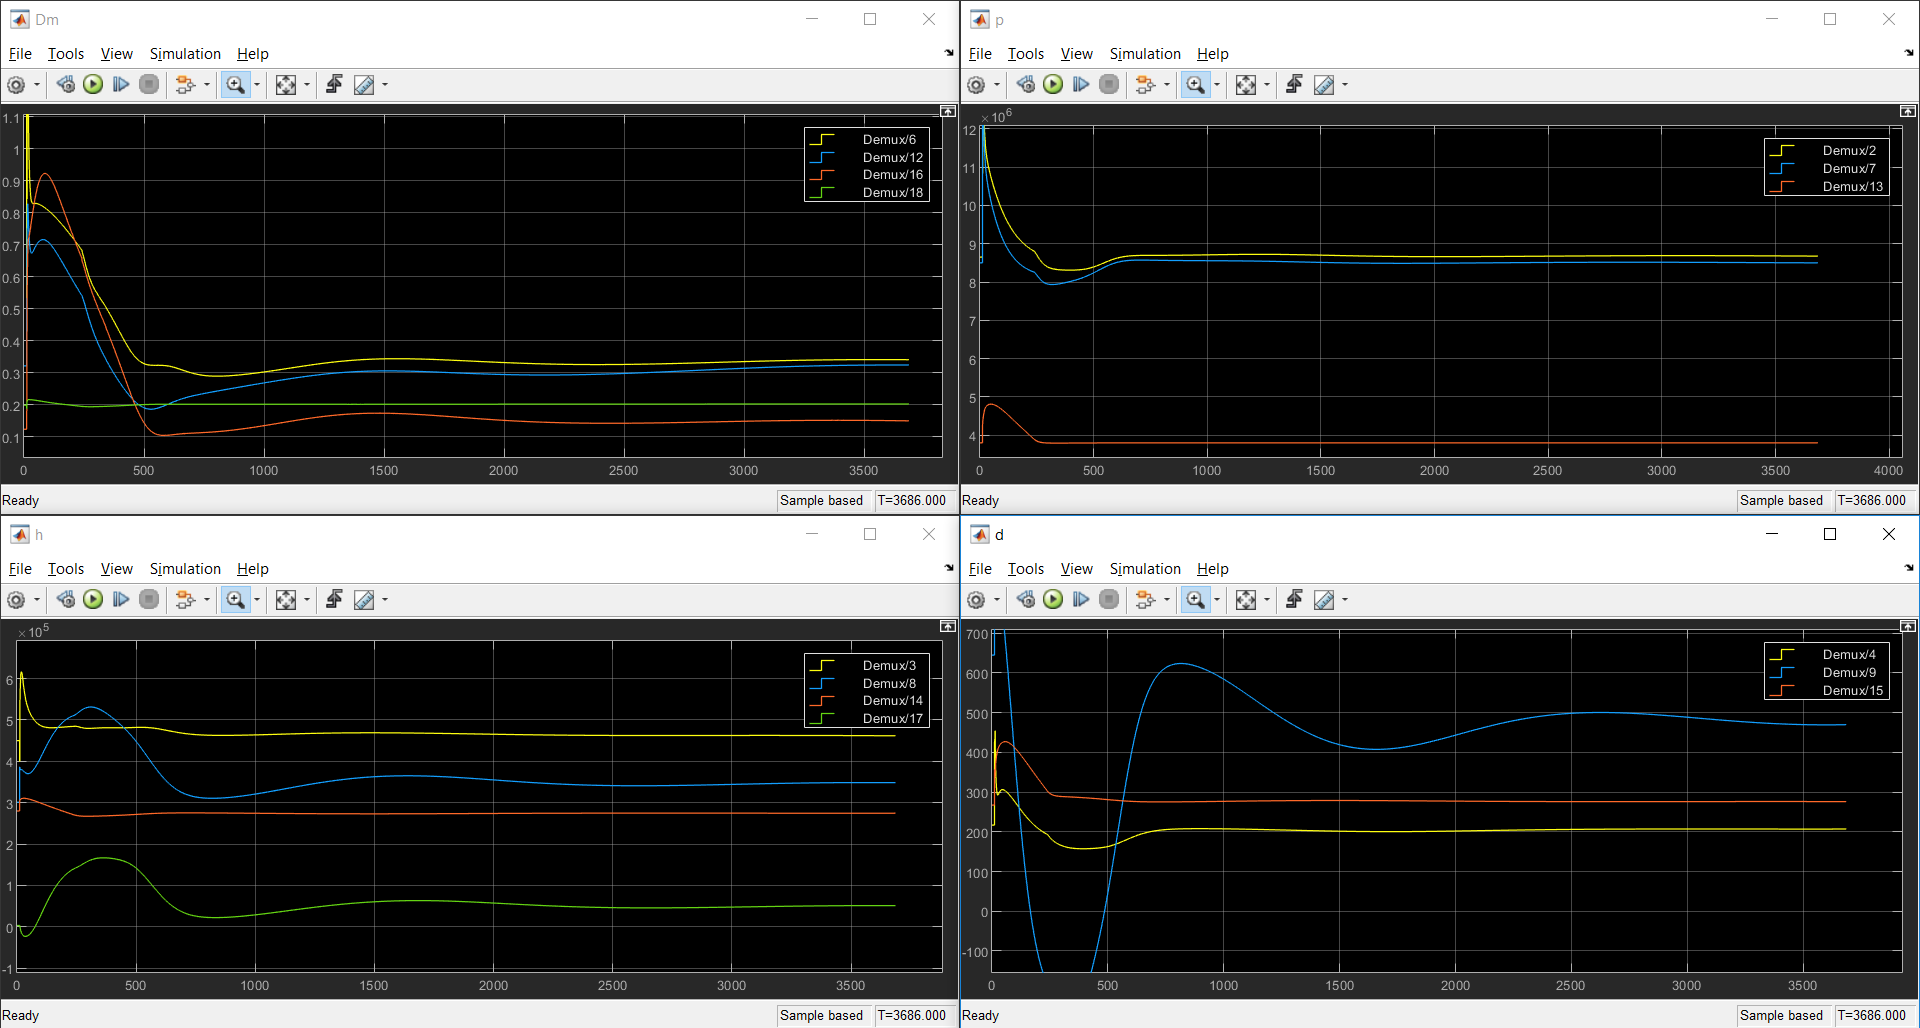 Dm
File Tools View Simulation Help
1.1
1
0.9
0.8
0.7
0.6
0.5
0.4
0.3
0.2
0.1
0 500 1000 1500 2000 2500 3000 3500
Demux/6
Demux/12
Demux/16
Demux/18
Ready Sample based T=3686.000
p
File Tools View Simulation Help
×10^6
12
11
10
9
8
7
6
5
4
0 500 1000 1500 2000 2500 3000 3500 4000
Demux/2
Demux/7
Demux/13
Ready Sample based T=3686.000
h
File Tools View Simulation Help
×10^5
6
5
4
3
2
1
0
-1
0 500 1000 1500 2000 2500 3000 3500
Demux/3
Demux/8
Demux/14
Demux/17
Ready Sample based T=3686.000
d
File Tools View Simulation Help
700
600
500
400
300
200
100
0
-100
0 500 1000 1500 2000 2500 3000 3500
Demux/4
Demux/9
Demux/15
Ready Sample based T=3686.000